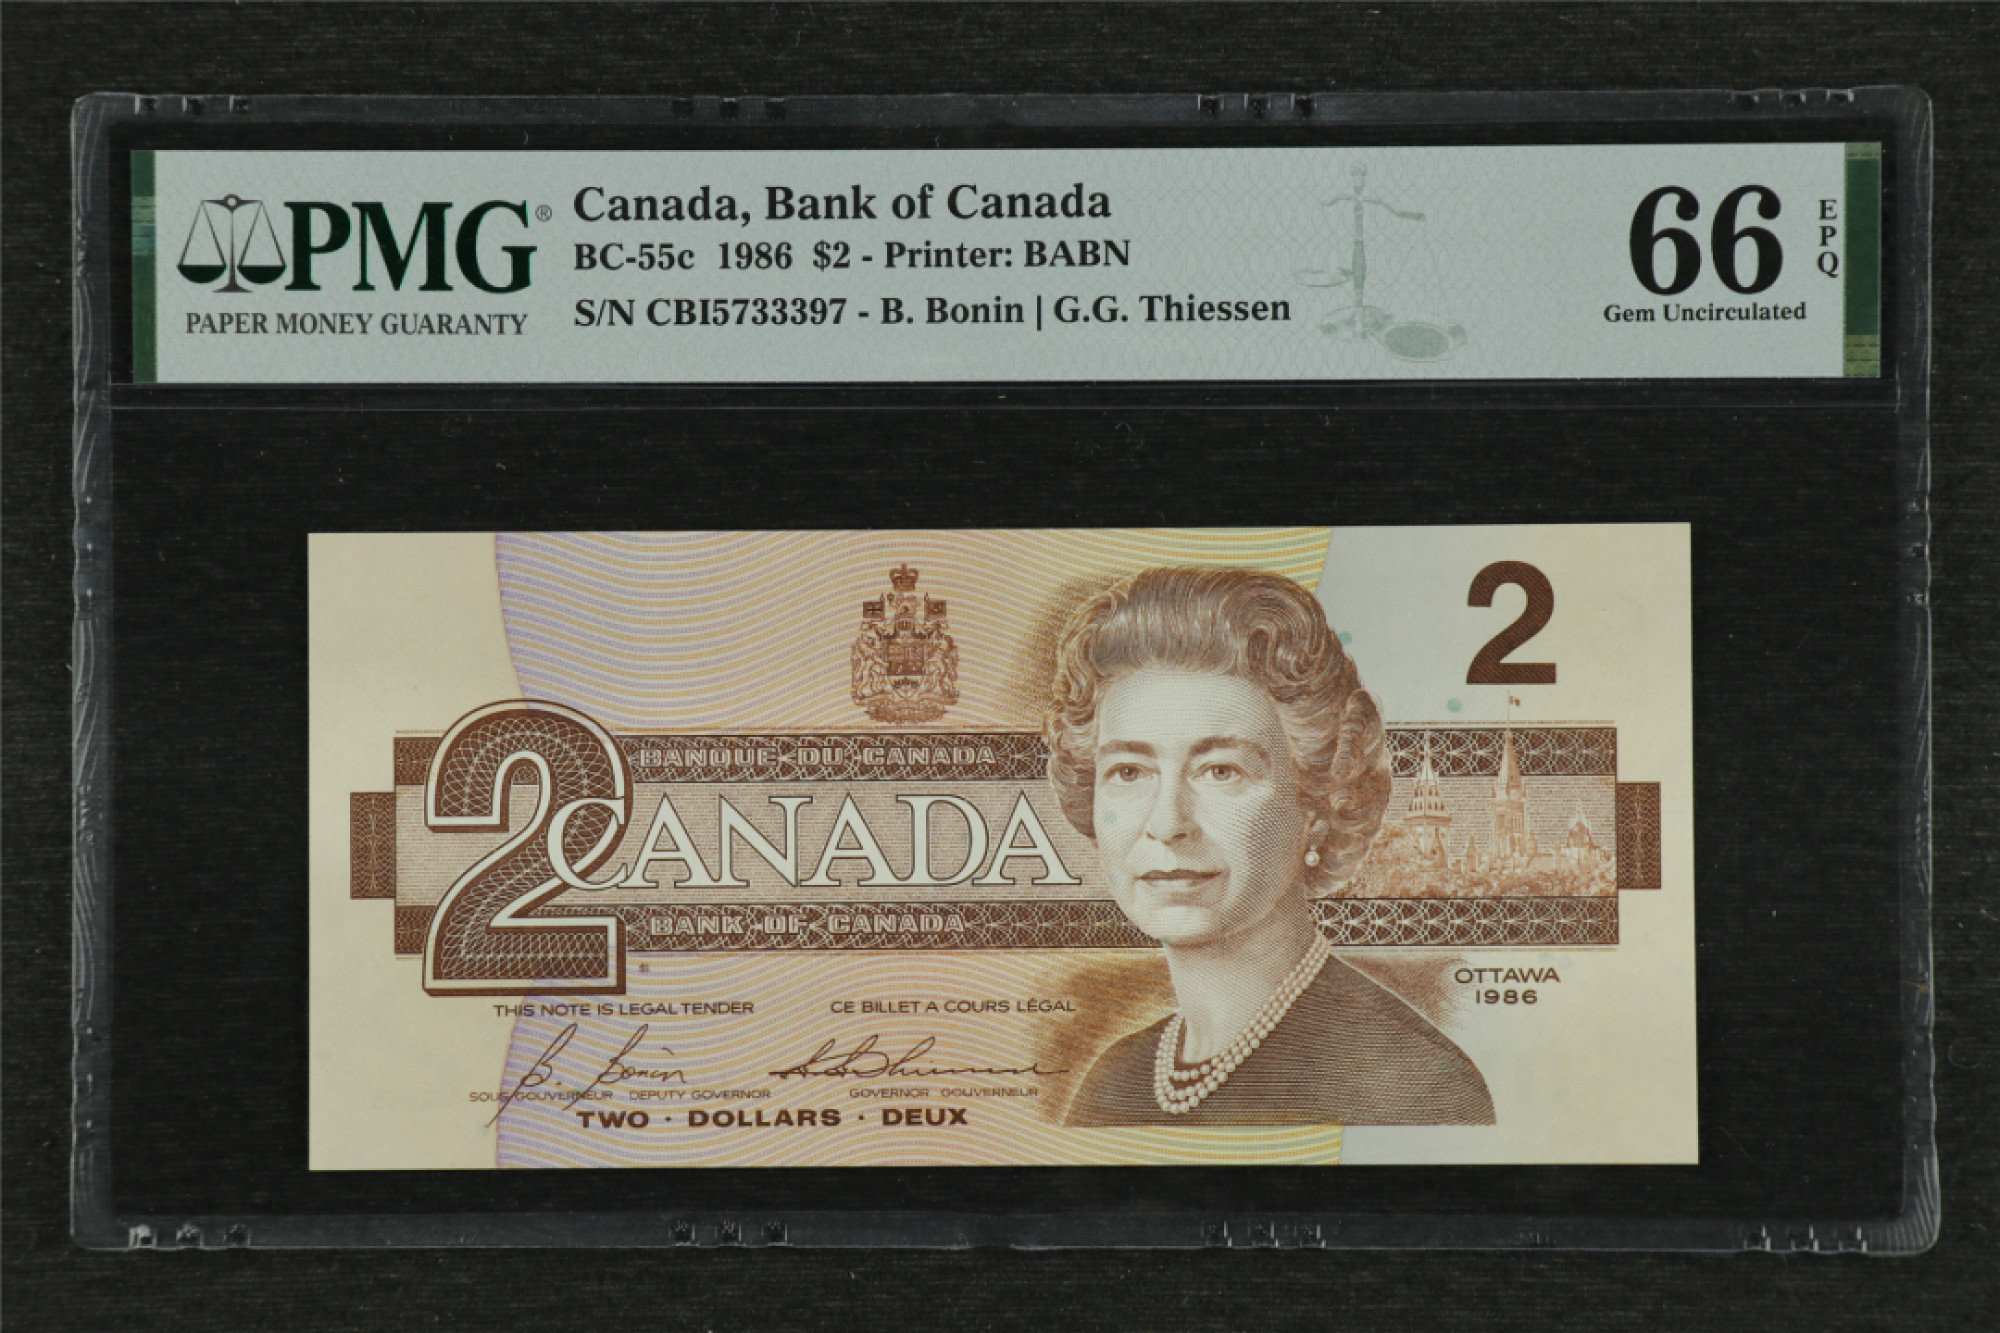 PMG®
PAPER MONEY GUARANTY
Canada, Bank of Canada
BC-55c 1986 $2 - Printer: BABN
S/N CBI5733397 - B. Bonin | G.G. Thiessen
66
EPQ
Gem Uncirculated
2
BANQUE DU CANADA
2
CANADA
BANK OF CANADA
OTTAWA
1986
THIS NOTE IS LEGAL TENDER CE BILLET A COURS LÉGAL
B. Bonin
SOUS-GOUVERNEUR DEPUTY GOVERNOR GOVERNOR GOUVERNEUR
TWO · DOLLARS · DEUX